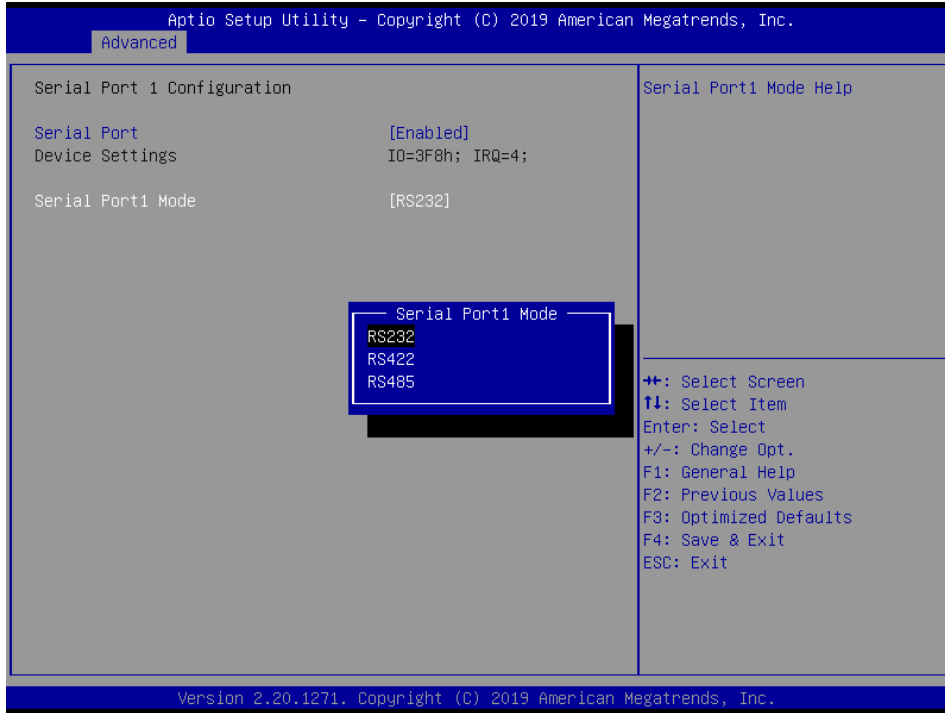 Aptio Setup Utility – Copyright (C) 2019 American Megatrends, Inc.
Advanced
Serial Port 1 Configuration
Serial Port [Enabled]
Device Settings IO=3F8h; IRQ=4;
Serial Port1 Mode [RS232]
Serial Port1 Mode
RS232
RS422
RS485
Serial Port1 Mode Help
→←: Select Screen
↑↓: Select Item
Enter: Select
+/-: Change Opt.
F1: General Help
F2: Previous Values
F3: Optimized Defaults
F4: Save & Exit
ESC: Exit
Version 2.20.1271. Copyright (C) 2019 American Megatrends, Inc.